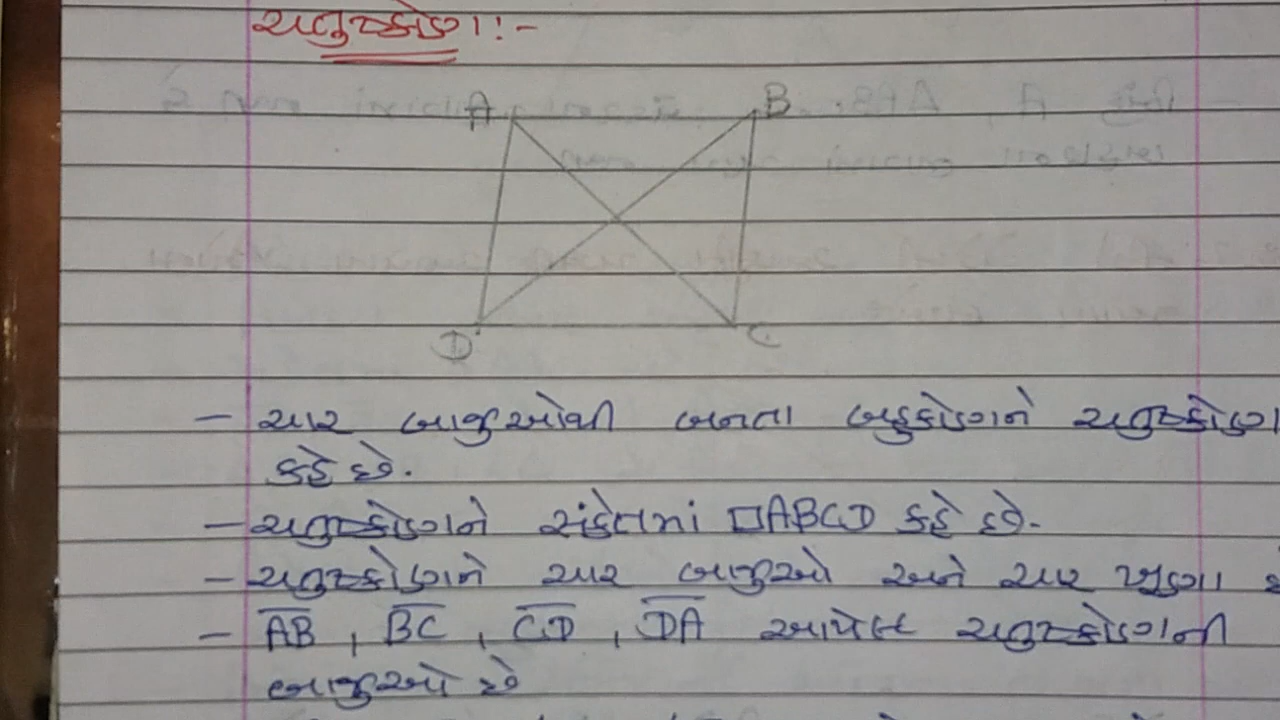 ચતુષ્કોણ :-
A B
D C
- ચાર બાજુઓથી બનતા બહુકોણને ચતુષ્કોણ
કહે છે.
- ચતુષ્કોણને સંકેતમાં □ABCD કહે છે.
- ચતુષ્કોણને ચાર બાજુઓ અને ચાર ખુણા
- AB , BC , CD , DA આપેલ ચતુષ્કોણની
બાજુઓ છે